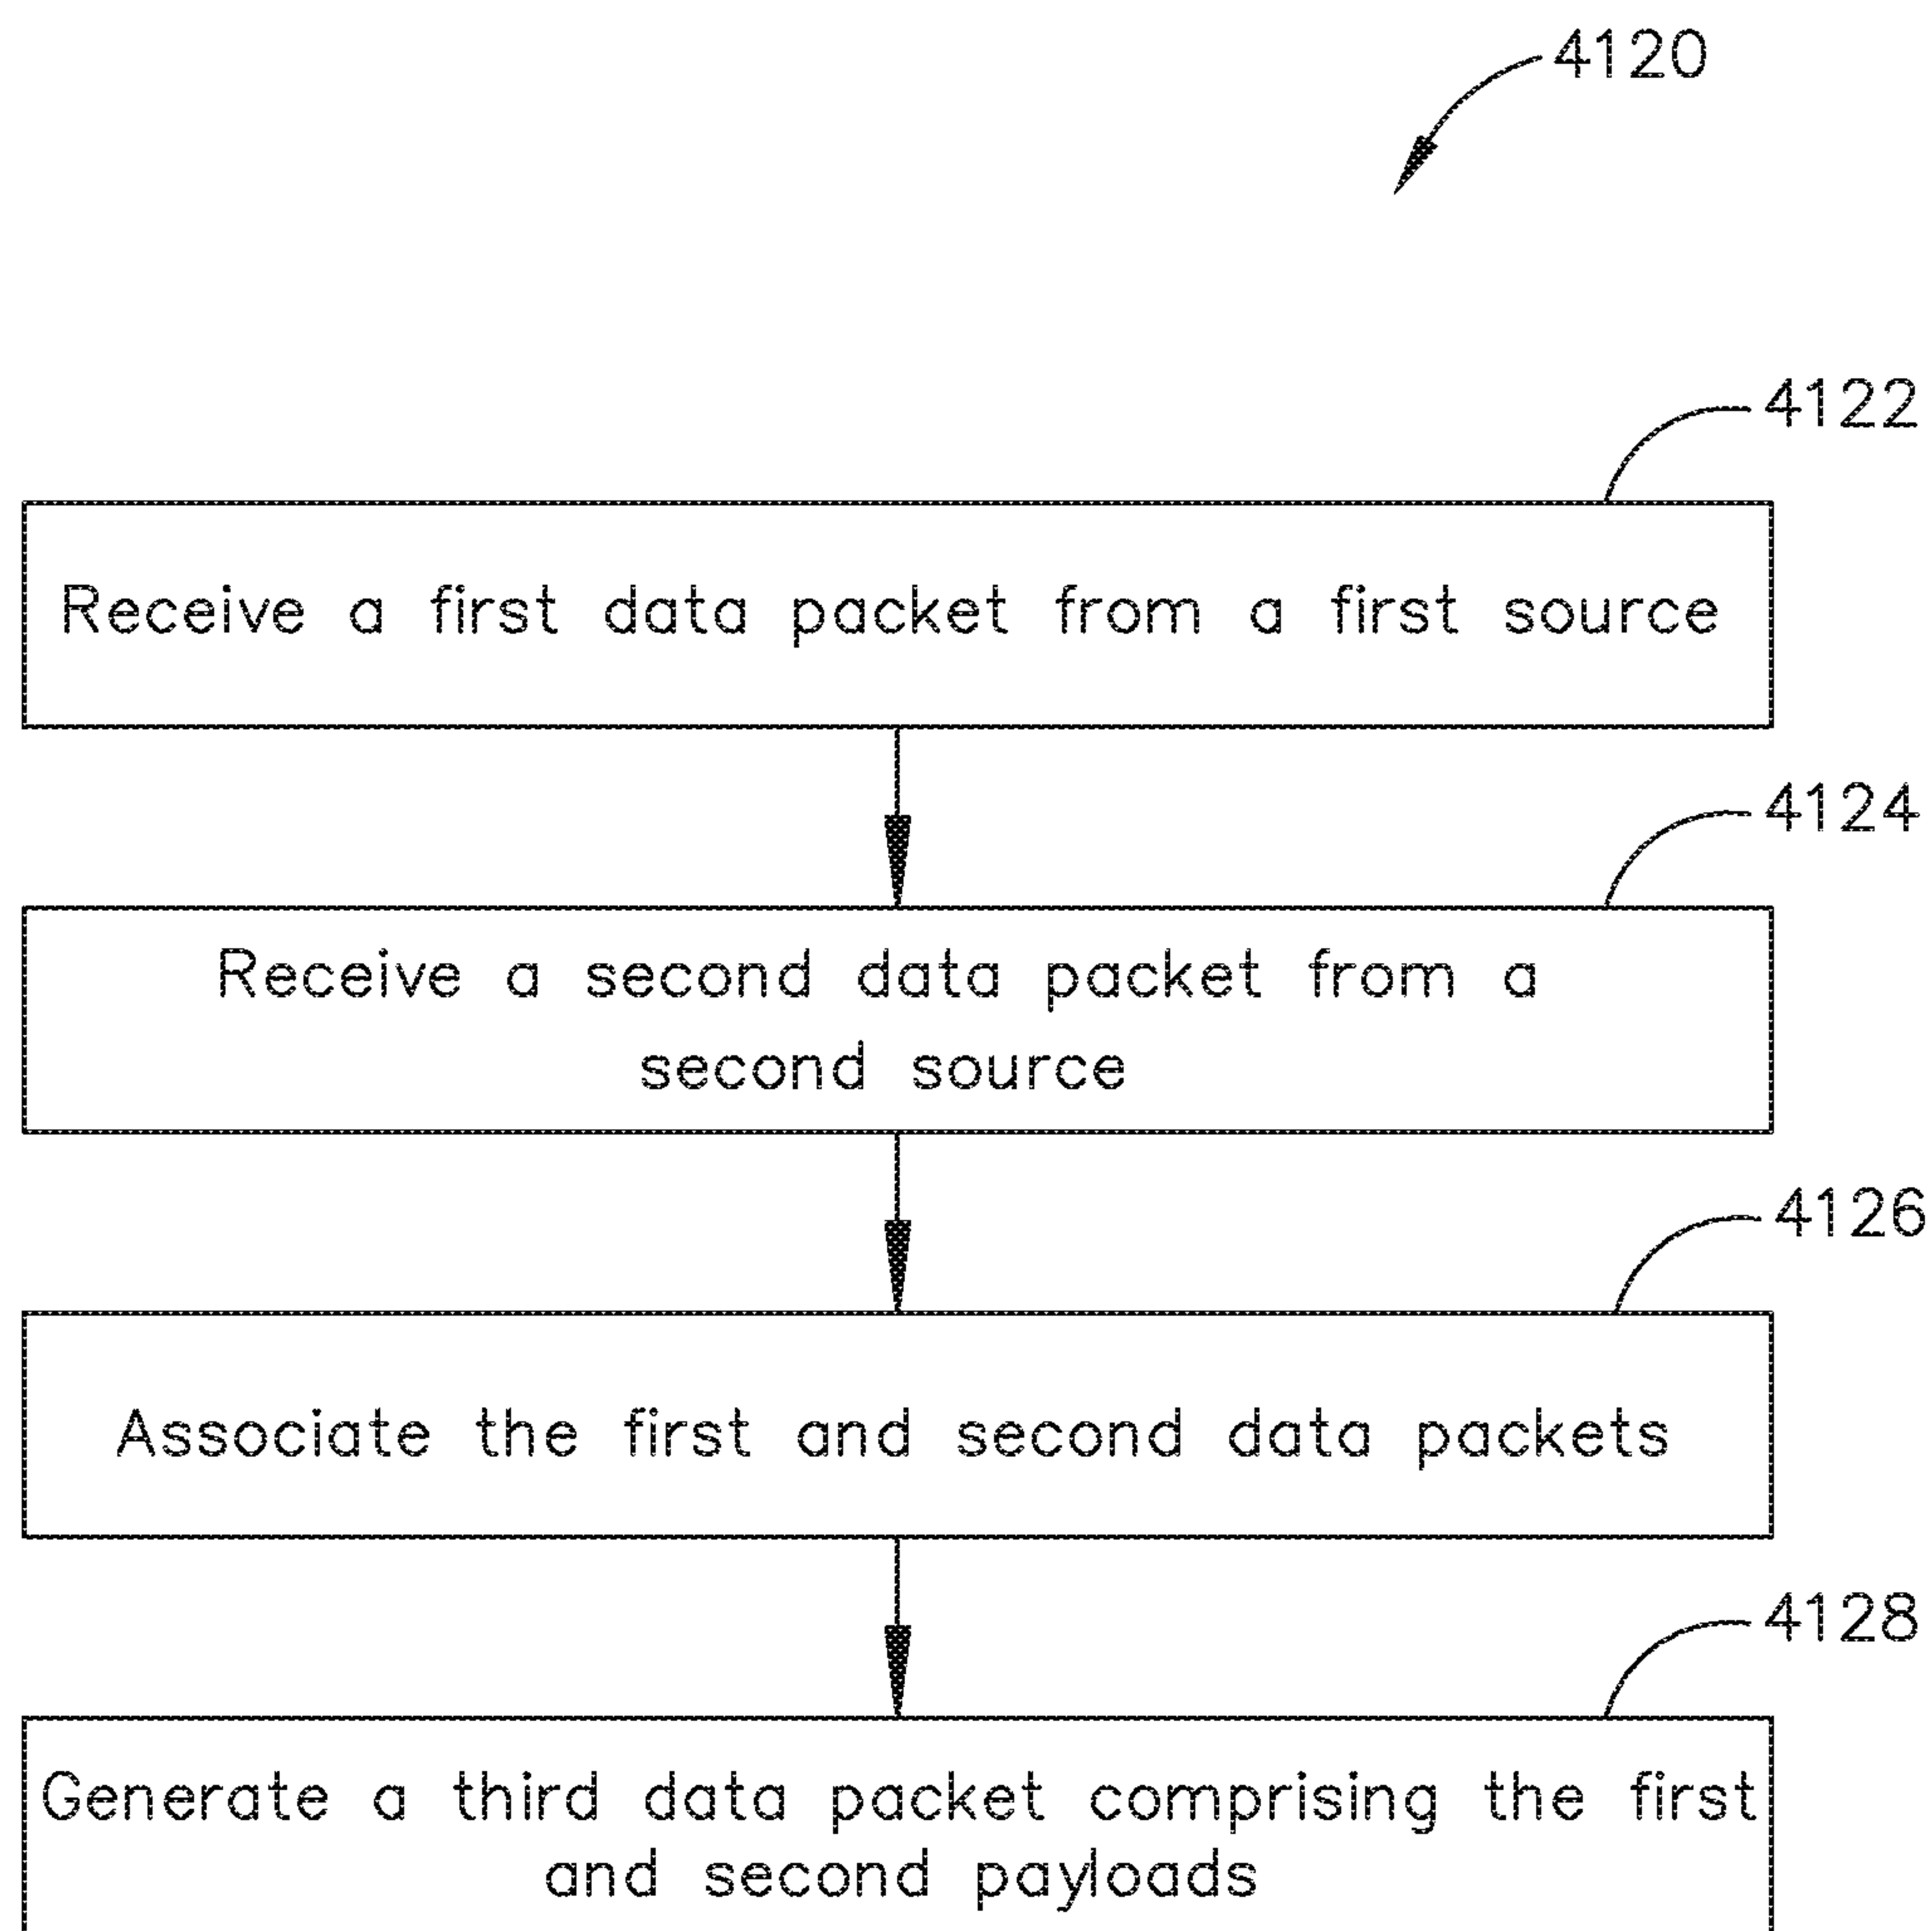 4120
4122
Receive a first data packet from a first source
4124
Receive a second data packet from a
second source
4126
Associate the first and second data packets
4128
Generate a third data packet comprising the first
and second payloads